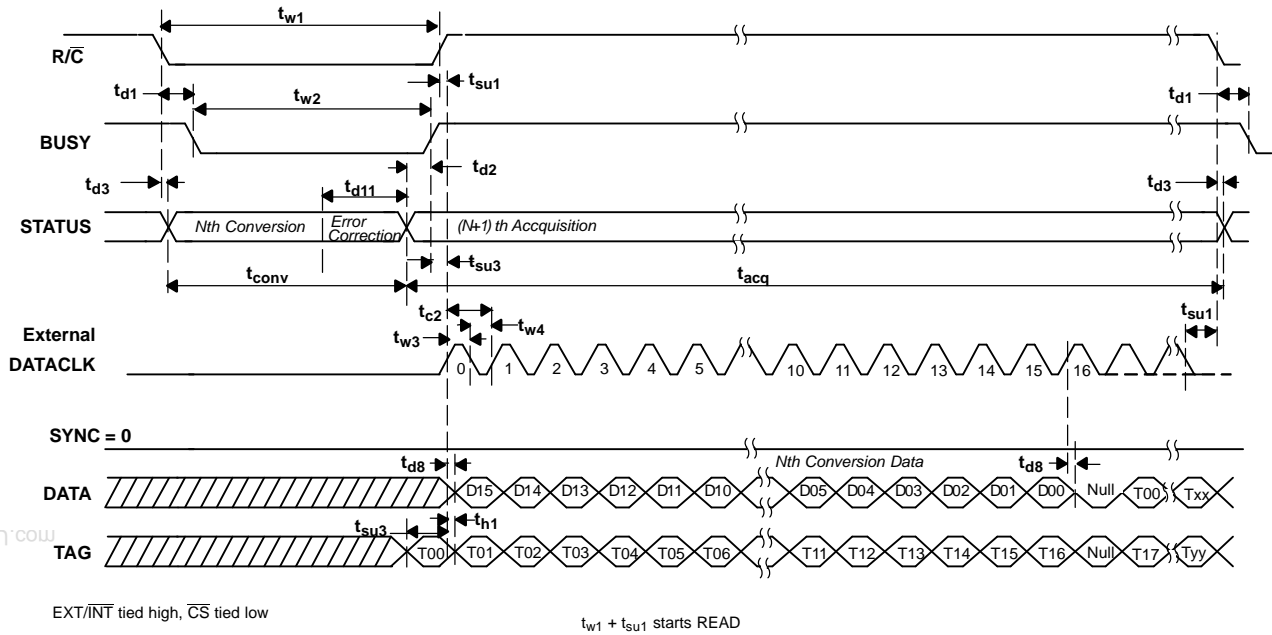 tw1
R/C
tsu1
td1
tw2
td1
BUSY
td2
td3
td11
td3
STATUS
Nth Conversion
Error Correction
(N+1) th Accquisition
tsu3
tconv
tacq
tc2
tsu1
External
tw3
tw4
DATACLK
0 1 2 3 4 5 10 11 12 13 14 15 16
SYNC = 0
td8
Nth Conversion Data
td8
DATA
D15 D14 D13 D12 D11 D10 D05 D04 D03 D02 D01 D00 Null T00 Txx
tsu3
th1
TAG
T00 T01 T02 T03 T04 T05 T06 T11 T12 T13 T14 T15 T16 Null T17 Tyy
EXT/INT tied high, CS tied low
tw1 + tsu1 starts READ